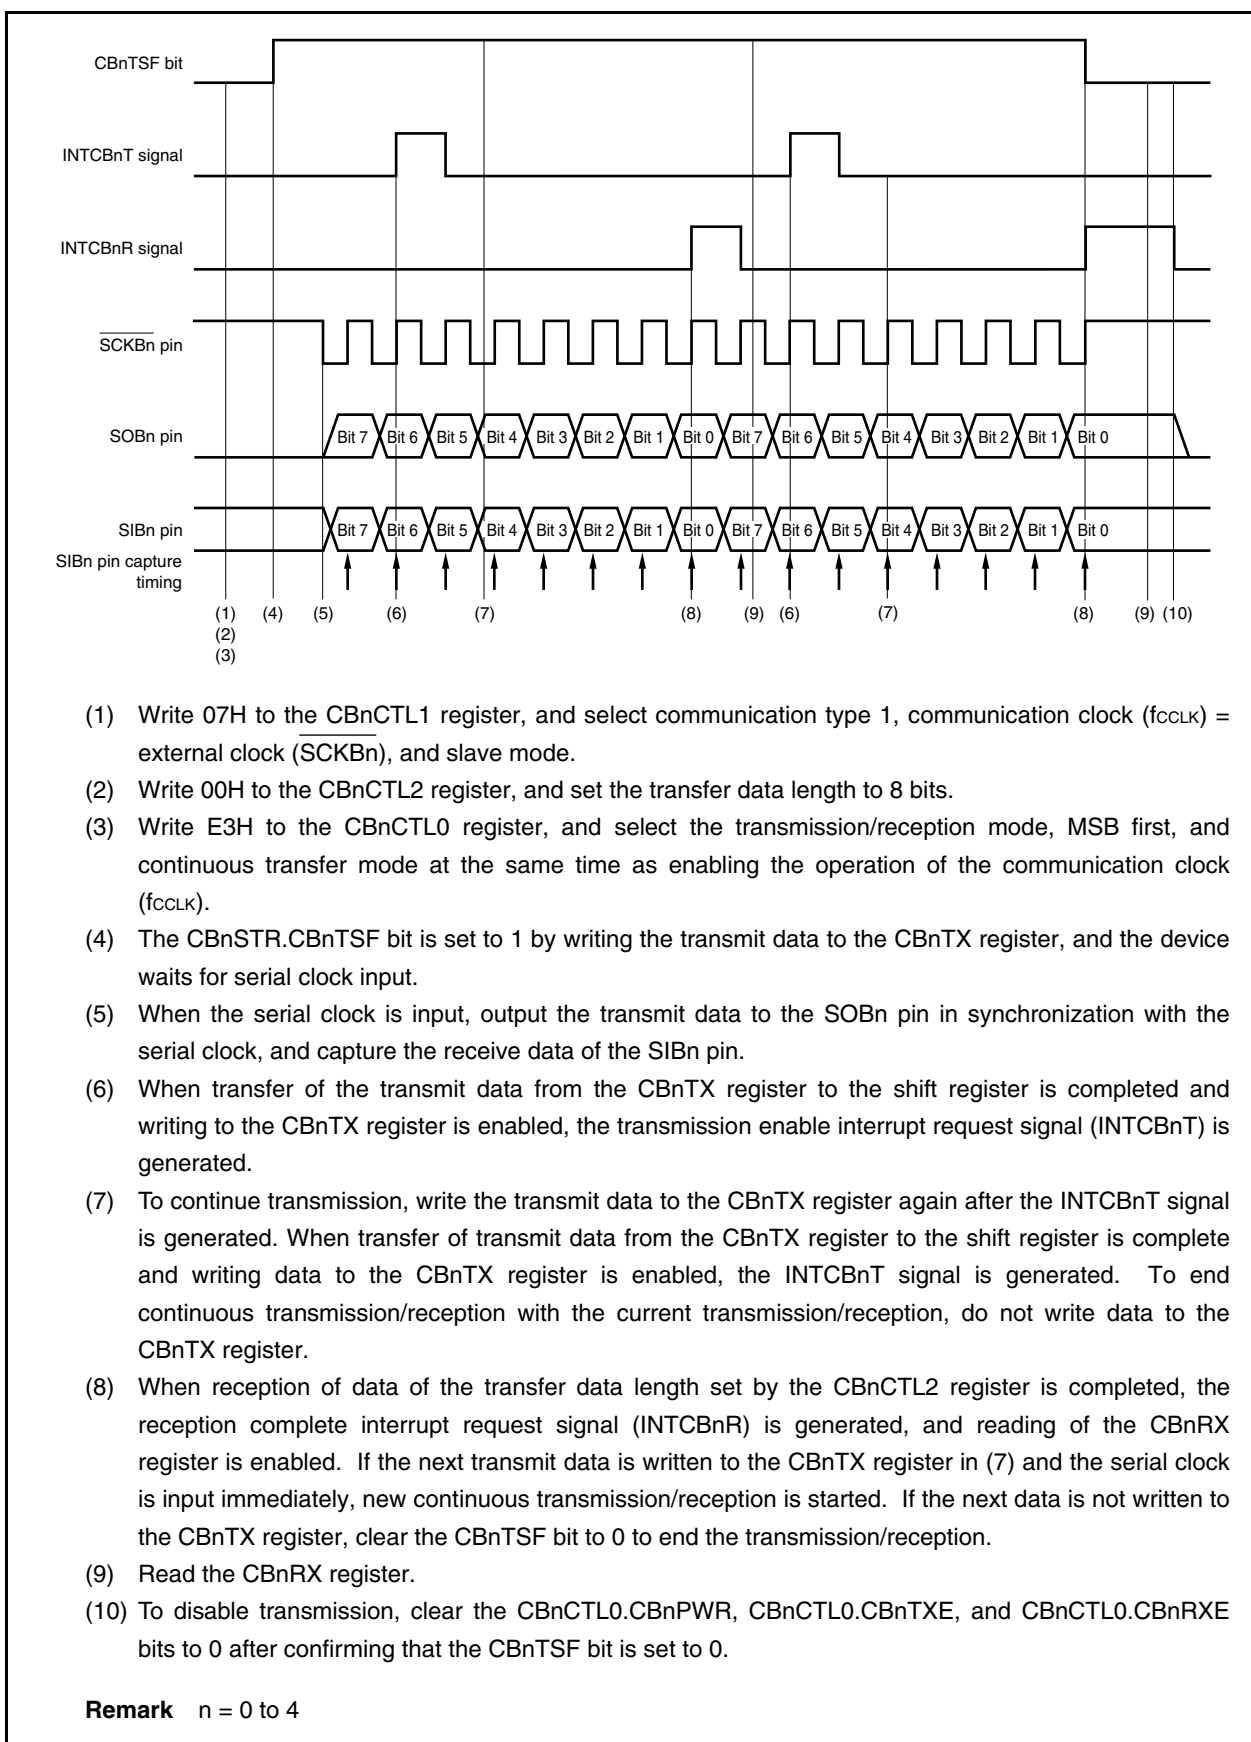 CBnTSF bit
INTCBnT signal
INTCBnR signal
SCKBn pin
SOBn pin
Bit 7 Bit 6 Bit 5 Bit 4 Bit 3 Bit 2 Bit 1 Bit 0 Bit 7 Bit 6 Bit 5 Bit 4 Bit 3 Bit 2 Bit 1 Bit 0
SIBn pin
Bit 7 Bit 6 Bit 5 Bit 4 Bit 3 Bit 2 Bit 1 Bit 0 Bit 7 Bit 6 Bit 5 Bit 4 Bit 3 Bit 2 Bit 1 Bit 0
SIBn pin capture
timing
(1) (4) (5) (6) (7) (8) (9) (6) (7) (8) (9) (10)
(2)
(3)
(1) Write 07H to the CBnCTL1 register, and select communication type 1, communication clock (fCCLK) =
external clock (SCKBn), and slave mode.
(2) Write 00H to the CBnCTL2 register, and set the transfer data length to 8 bits.
(3) Write E3H to the CBnCTL0 register, and select the transmission/reception mode, MSB first, and
continuous transfer mode at the same time as enabling the operation of the communication clock
(fCCLK).
(4) The CBnSTR.CBnTSF bit is set to 1 by writing the transmit data to the CBnTX register, and the device
waits for serial clock input.
(5) When the serial clock is input, output the transmit data to the SOBn pin in synchronization with the
serial clock, and capture the receive data of the SIBn pin.
(6) When transfer of the transmit data from the CBnTX register to the shift register is completed and
writing to the CBnTX register is enabled, the transmission enable interrupt request signal (INTCBnT) is
generated.
(7) To continue transmission, write the transmit data to the CBnTX register again after the INTCBnT signal
is generated. When transfer of transmit data from the CBnTX register to the shift register is complete
and writing data to the CBnTX register is enabled, the INTCBnT signal is generated. To end
continuous transmission/reception with the current transmission/reception, do not write data to the
CBnTX register.
(8) When reception of data of the transfer data length set by the CBnCTL2 register is completed, the
reception complete interrupt request signal (INTCBnR) is generated, and reading of the CBnRX
register is enabled. If the next transmit data is written to the CBnTX register in (7) and the serial clock
is input immediately, new continuous transmission/reception is started. If the next data is not written to
the CBnTX register, clear the CBnTSF bit to 0 to end the transmission/reception.
(9) Read the CBnRX register.
(10) To disable transmission, clear the CBnCTL0.CBnPWR, CBnCTL0.CBnTXE, and CBnCTL0.CBnRXE
bits to 0 after confirming that the CBnTSF bit is set to 0.
Remark n = 0 to 4